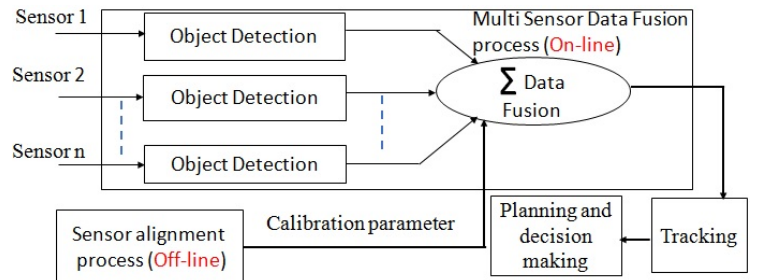 Sensor 1
Object Detection
Multi Sensor Data Fusion
process (On-line)
Sensor 2
Object Detection
∑ Data
Fusion
Sensor n
Object Detection
Sensor alignment
process (Off-line)
Calibration parameter
Planning and
decision
making
Tracking